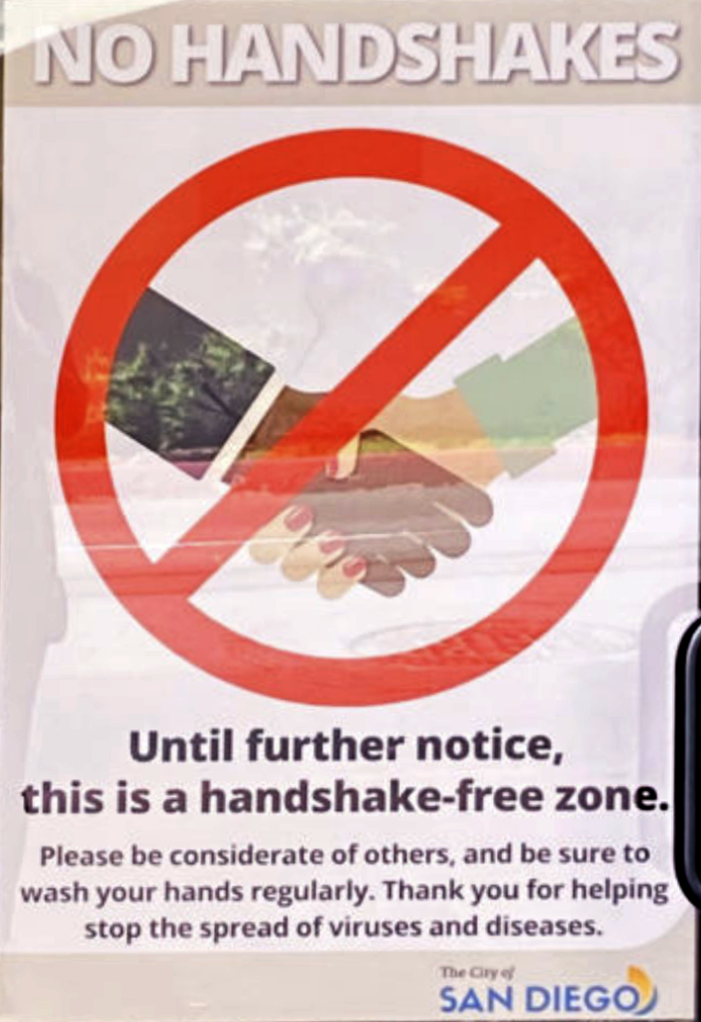 NO HANDSHAKES
Until further notice,
this is a handshake-free zone.
Please be considerate of others, and be sure to
wash your hands regularly. Thank you for helping
stop the spread of viruses and diseases.
The City of
SAN DIEGO